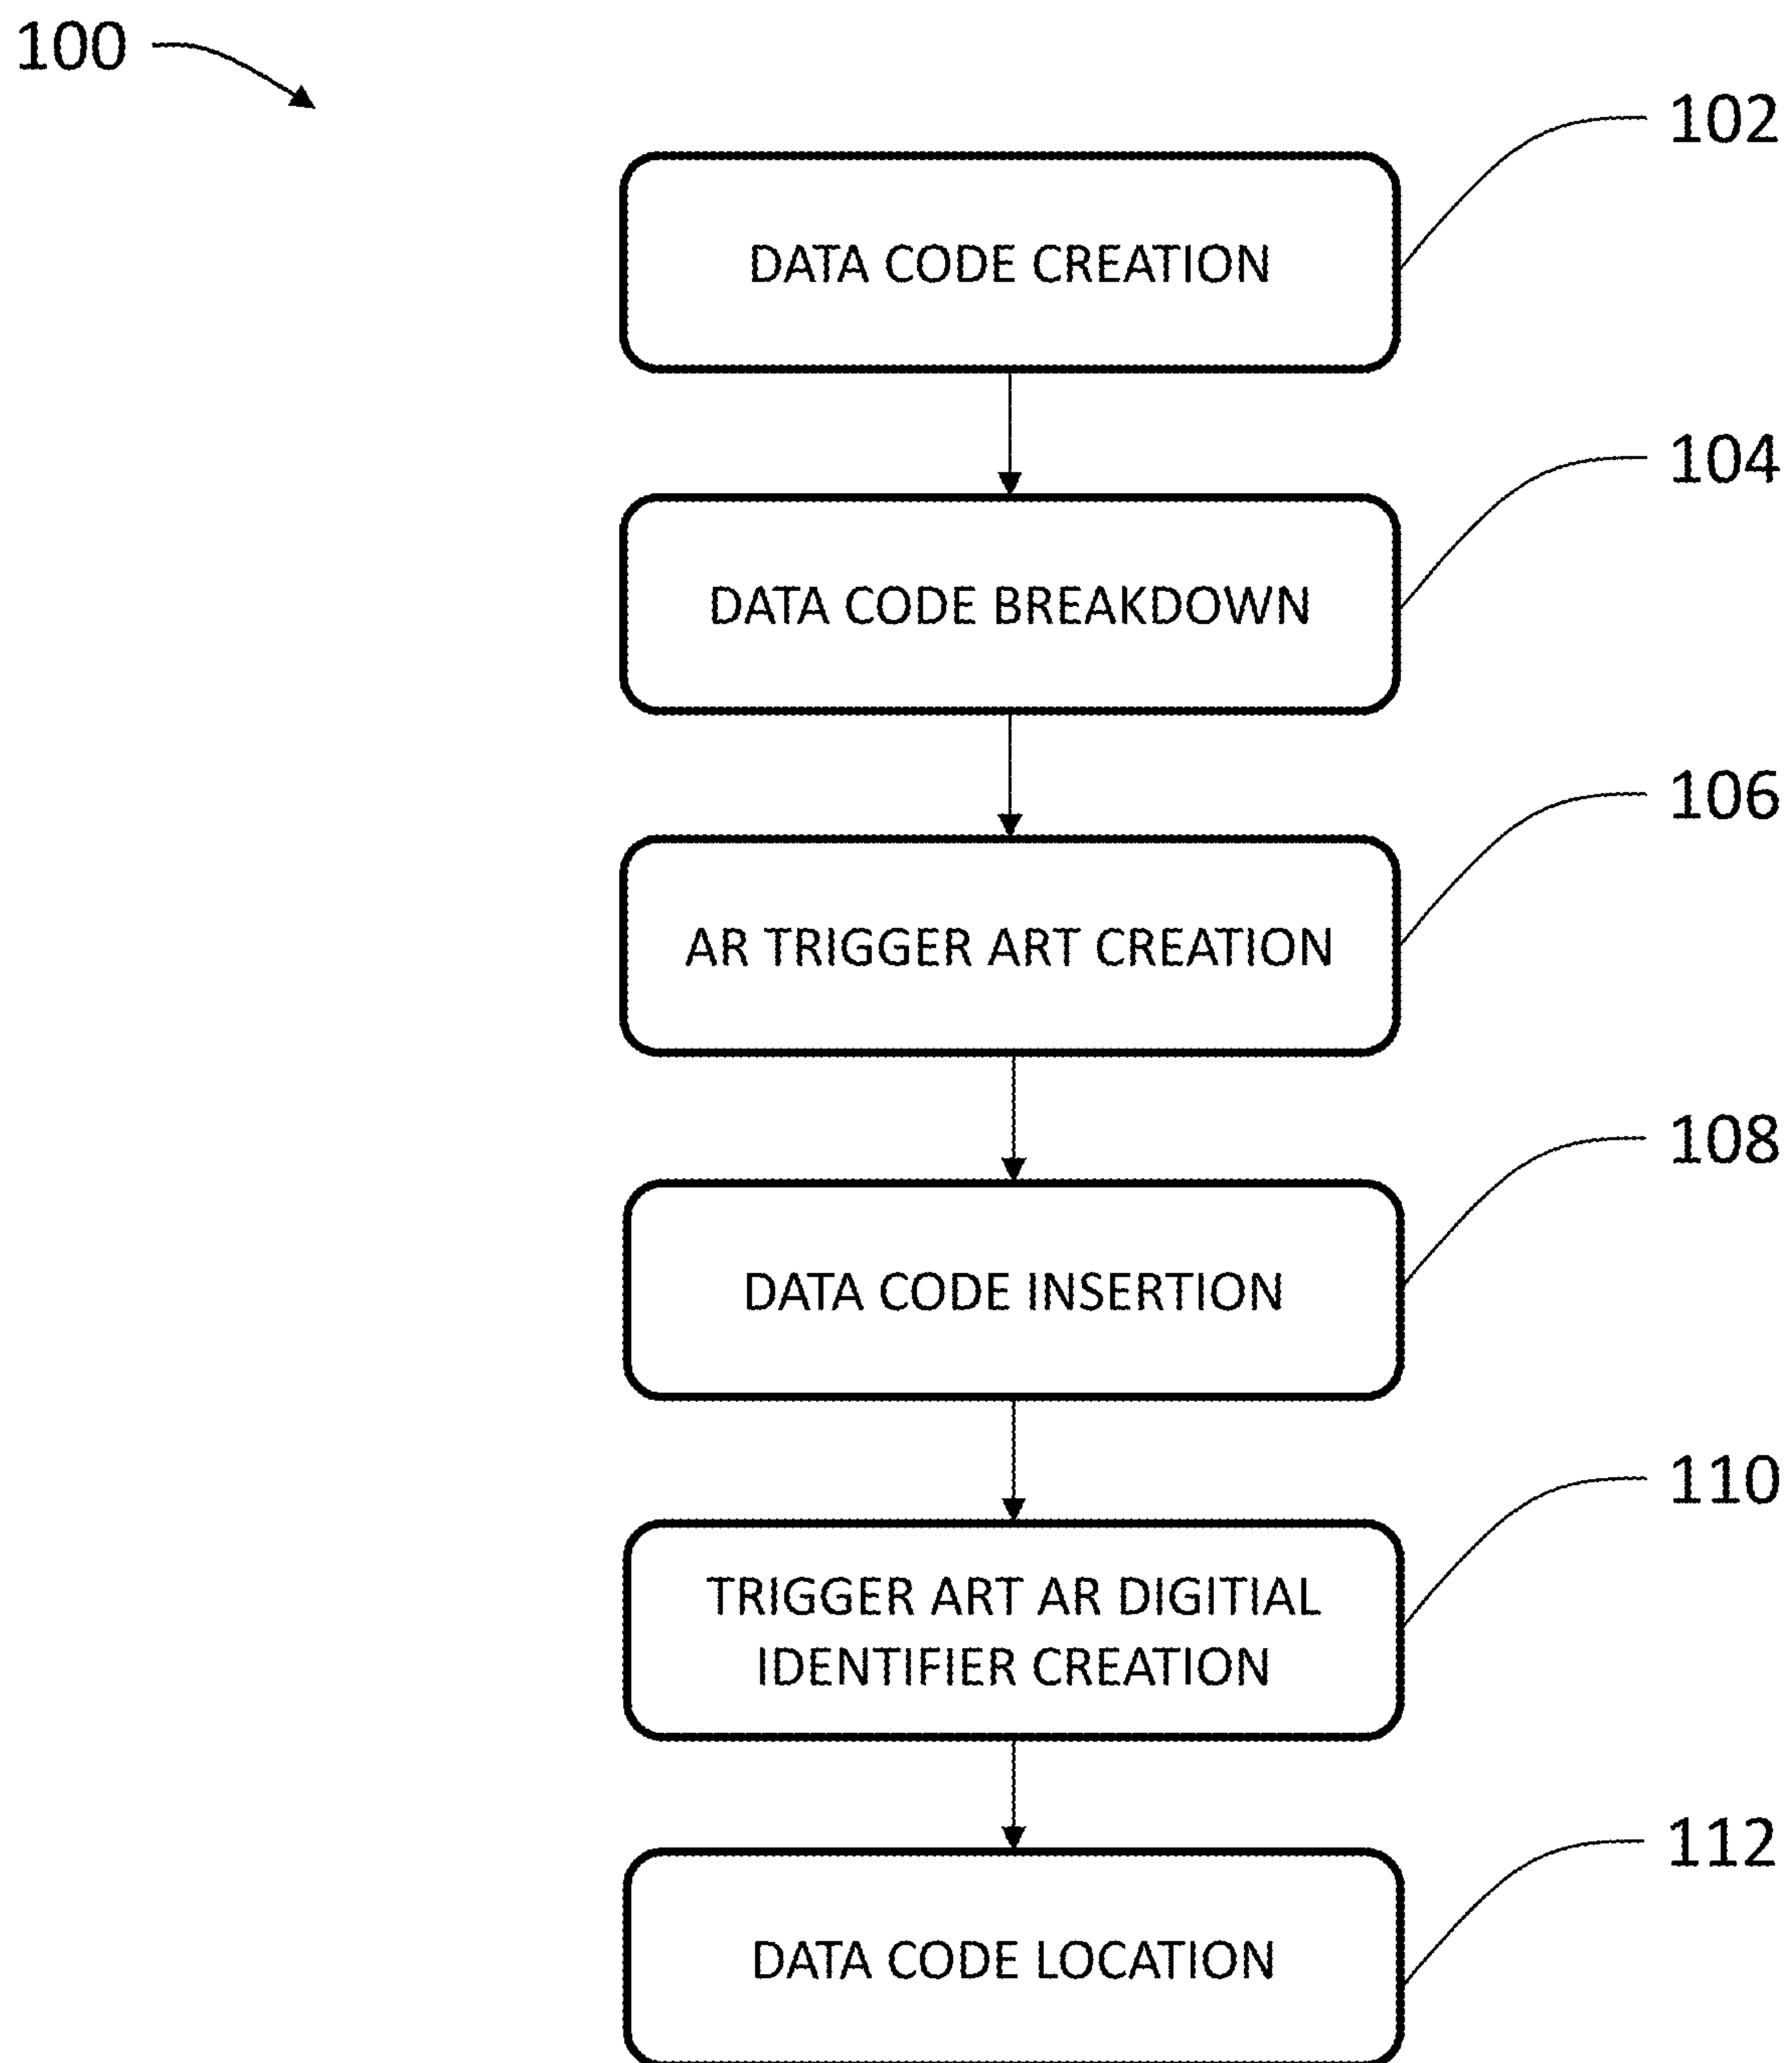 100
102
DATA CODE CREATION
104
DATA CODE BREAKDOWN
106
AR TRIGGER ART CREATION
108
DATA CODE INSERTION
110
TRIGGER ART AR DIGITIAL
IDENTIFIER CREATION
112
DATA CODE LOCATION